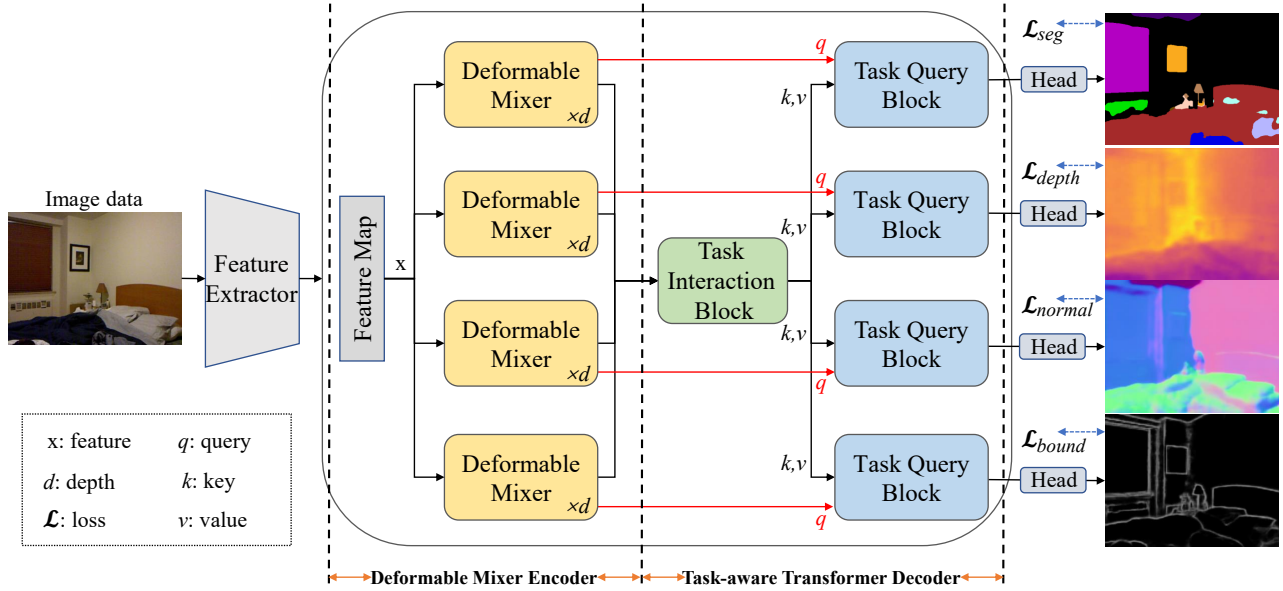 Image data
Feature
Extractor
Feature Map
x
Deformable
Mixer
×d
Deformable
Mixer
×d
Deformable
Mixer
×d
Deformable
Mixer
×d
Task
Interaction
Block
q
k,v
Task Query
Block
q
k,v
Task Query
Block
k,v
q
Task Query
Block
k,v
q
Task Query
Block
Head
Head
Head
Head
ℒseg
ℒdepth
ℒnormal
ℒbound
x: feature q: query
d: depth k: key
ℒ: loss v: value
Deformable Mixer Encoder
Task-aware Transformer Decoder